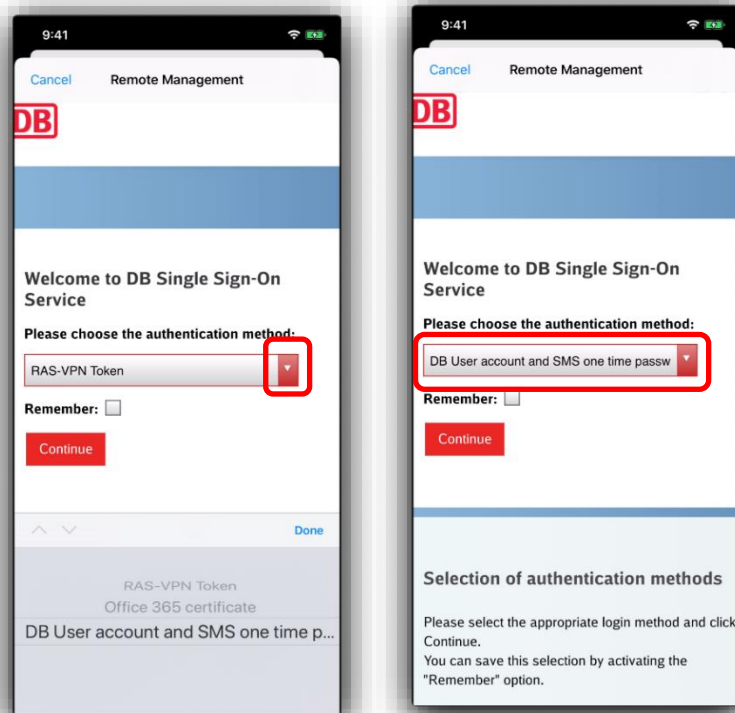 9:41
Cancel Remote Management
DB
Welcome to DB Single Sign-On
Service
Please choose the authentication method:
RAS-VPN Token
Remember:
Continue
Done
RAS-VPN Token
Office 365 certificate
DB User account and SMS one time p...
9:41
Cancel Remote Management
DB
Welcome to DB Single Sign-On
Service
Please choose the authentication method:
DB User account and SMS one time passw
Remember:
Continue
Selection of authentication methods
Please select the appropriate login method and click
Continue.
You can save this selection by activating the
"Remember" option.